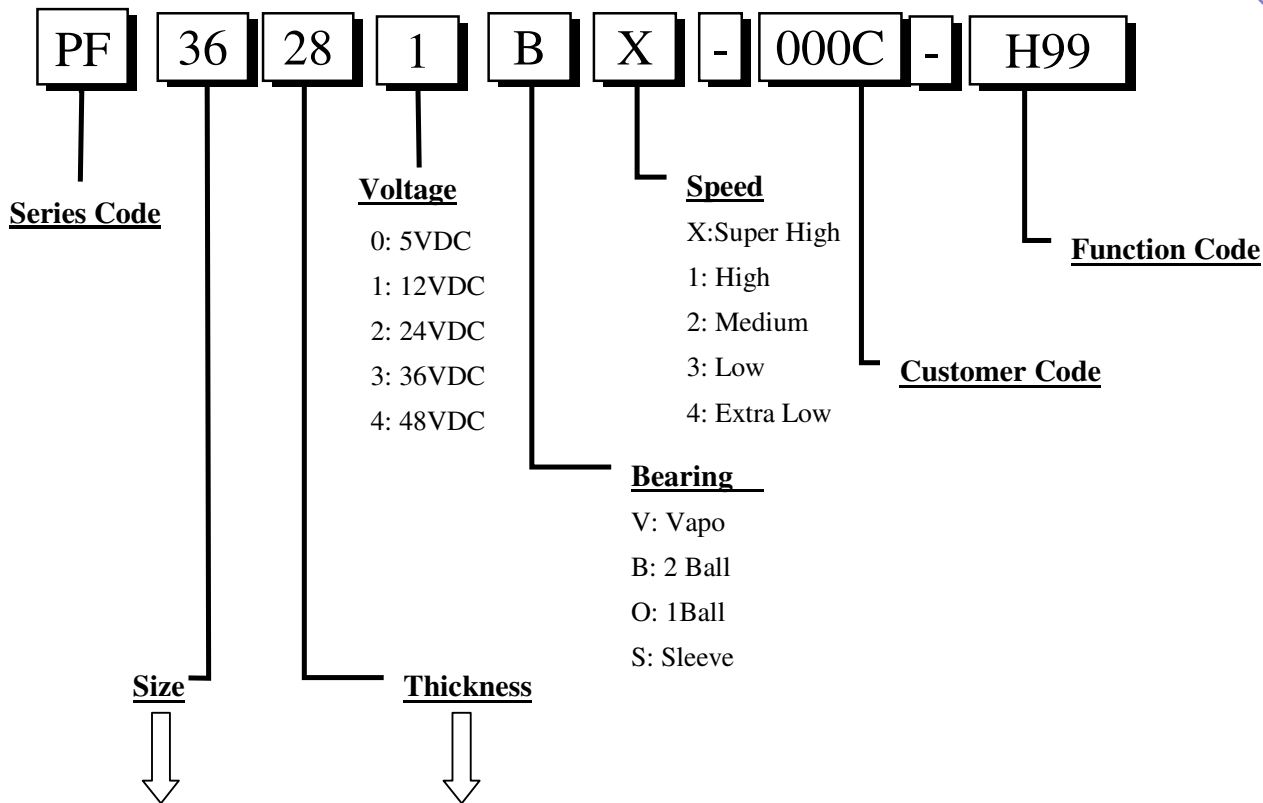 PF 36 28 1 B X - 000C - H99
Series Code
Voltage
0: 5VDC
1: 12VDC
2: 24VDC
3: 36VDC
4: 48VDC
Speed
X:Super High
1: High
2: Medium
3: Low
4: Extra Low
Function Code
Customer Code
Bearing
V: Vapo
B: 2 Ball
O: 1Ball
S: Sleeve
Size
Thickness